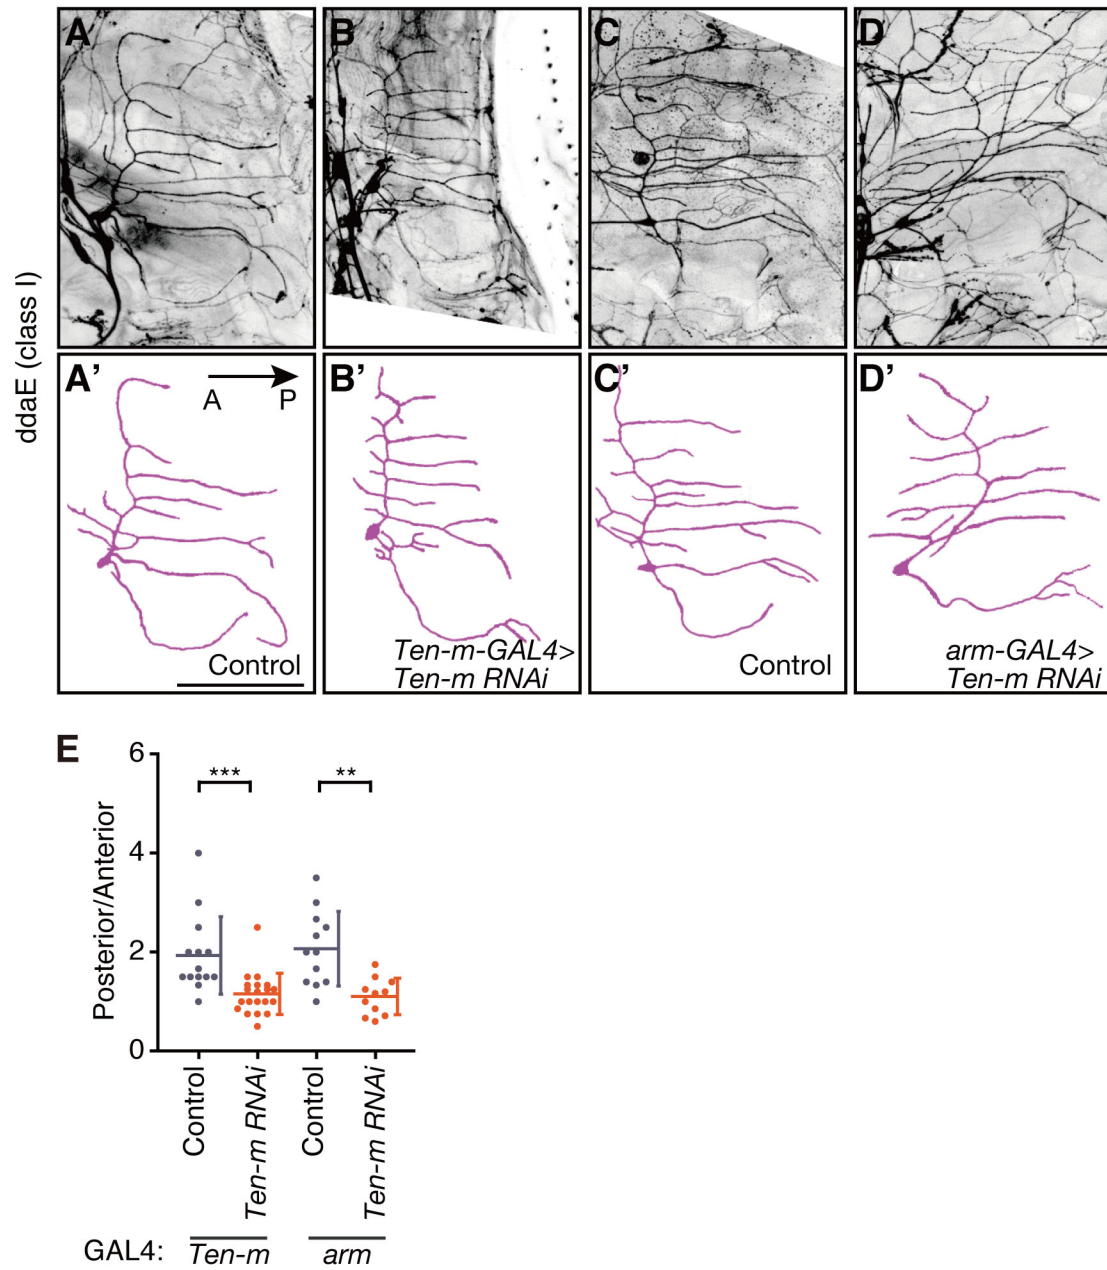 A
B
C
D
ddaE (class I)
A'
A
P
Control
B'
Ten-m-GAL4>
Ten-m RNAi
C'
Control
D'
arm-GAL4>
Ten-m RNAi
E
Posterior/Anterior
6
4
2
0
***
**
Control
Ten-m RNAi
Control
Ten-m RNAi
GAL4: Ten-m arm